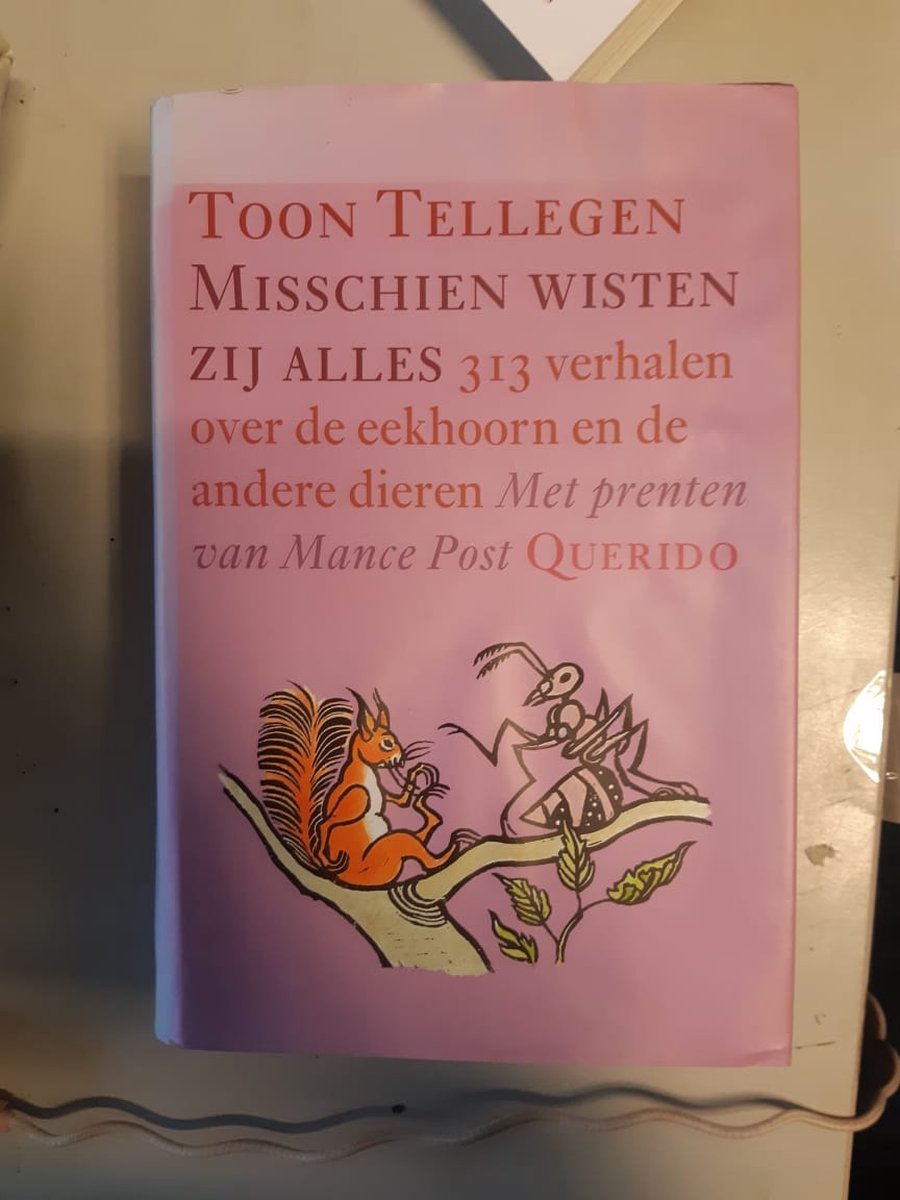 TOON TELLEGEN
MISSCHIEN WISTEN
ZIJ ALLES 313 verhalen
over de eekhoorn en de
andere dieren Met prenten
van Mance Post QUERIDO